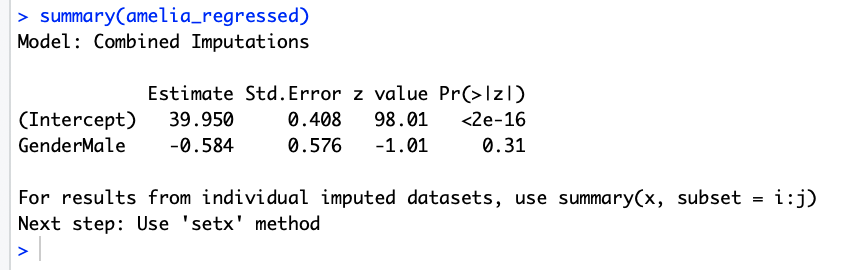 > summary(amelia_regressed)
Model: Combined Imputations
Estimate Std.Error z value Pr(>|z|)
(Intercept) 39.950 0.408 98.01 <2e-16
GenderMale -0.584 0.576 -1.01 0.31
For results from individual imputed datasets, use summary(x, subset = i:j)
Next step: Use 'setx' method
>